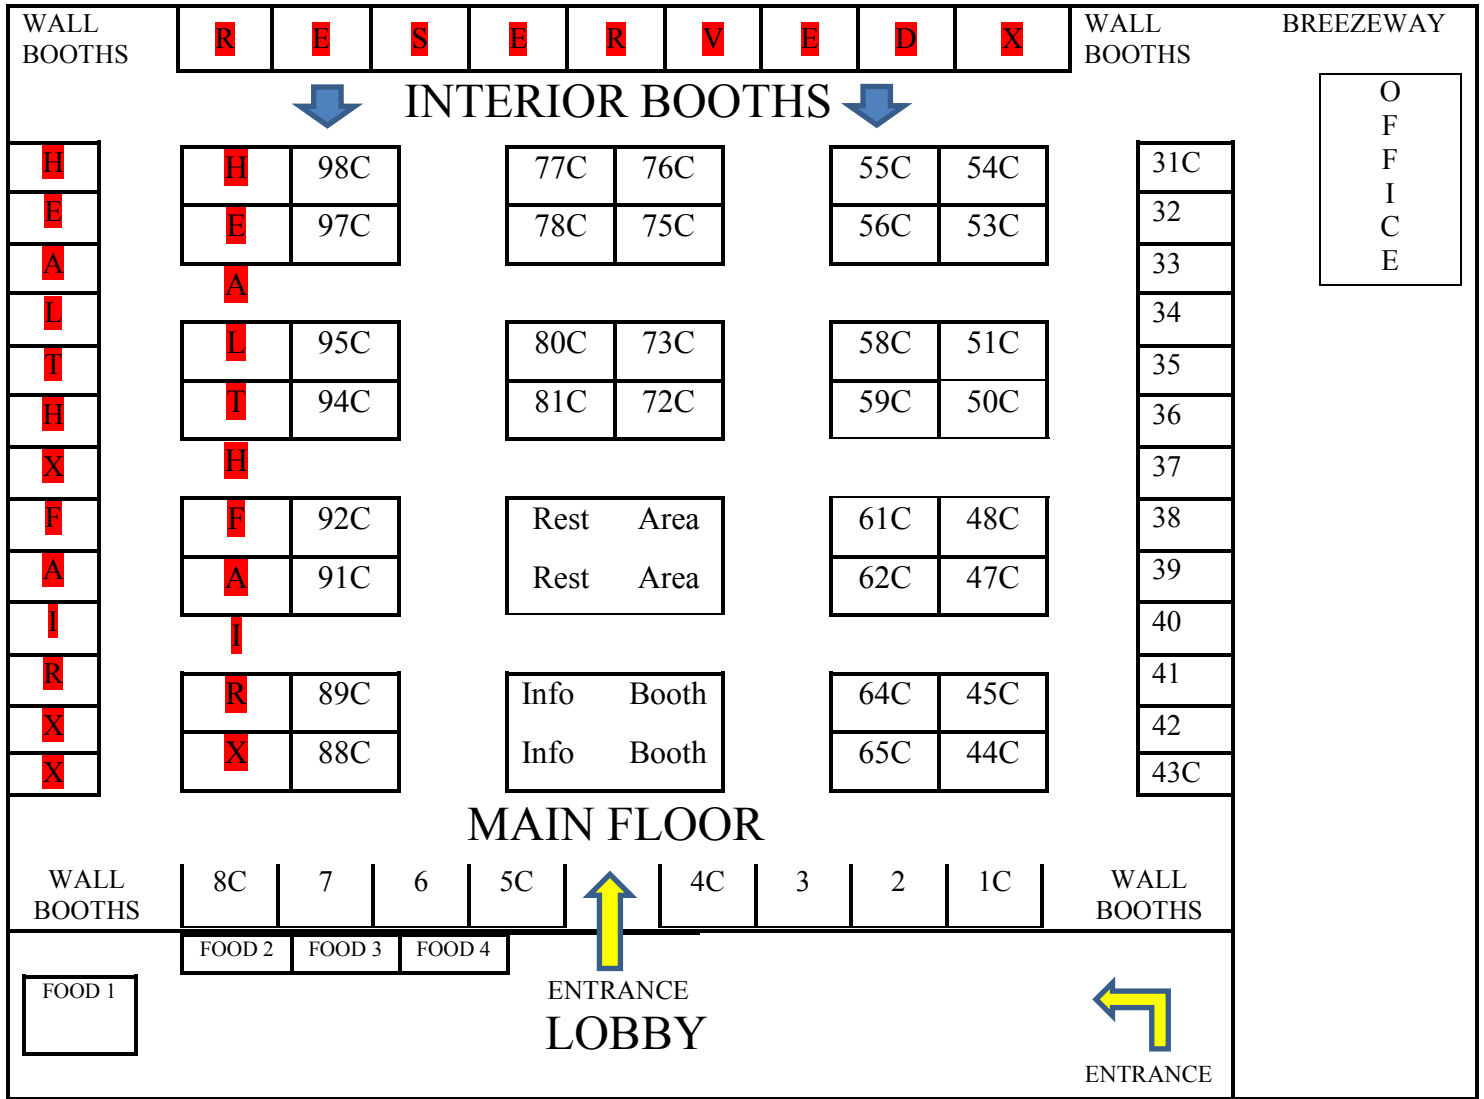 WALL BOOTHS R E S E R V E D X WALL BOOTHS BREEZEWAY
INTERIOR BOOTHS
O
F
F
I
C
E
H H 98C 77C 76C 55C 54C 31C
E E 97C 78C 75C 56C 53C 32
A A 33
L L 95C 80C 73C 58C 51C 34
T T 94C 81C 72C 59C 50C 35
H H 36
X 37
F F 92C Rest Area 61C 48C 38
A A 91C Rest Area 62C 47C 39
I I 40
R R 89C Info Booth 64C 45C 41
X X 88C Info Booth 65C 44C 42
X 43C
MAIN FLOOR
WALL BOOTHS 8C 7 6 5C 4C 3 2 1C WALL BOOTHS
FOOD 2 FOOD 3 FOOD 4
FOOD 1
ENTRANCE
LOBBY
ENTRANCE